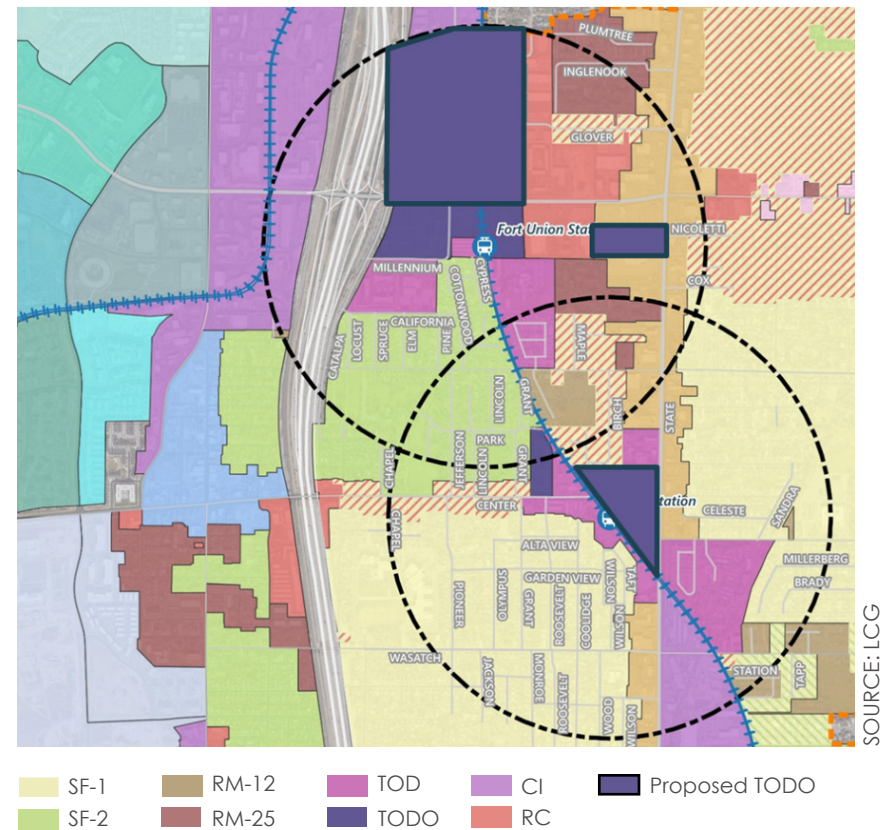 PLUMTREE
INGLENOOK
GLOVER
Fort Union Stat
NICOLETTI
MILLENNIUM
CYPRESS
COTTONWOOD
COX
CALIFORNIA
CATALPA
LOCUST
SPRUCE
ELM
PINE
MAPLE
LINCOLN
GRANT
BIRCH
STATE
PARK
CHAPEL
JEFFERSON
LINCOLN
GRANT
tation
CENTER
CELESTE
SANDRA
CHAPEL
ALTA VIEW
MILLERBERG
GARDEN VIEW
WILSON
TAFT
BRADY
PIONEER
OLYMPUS
GRANT
ROOSEVELT
COOLIDGE
WILSON
WASATCH
STATION
TAPP
JACKSON
MONROE
ROOSEVELT
WOOD
WILSON
SOURCE: LCG
SF-1
RM-12
TOD
CI
Proposed TODO
SF-2
RM-25
TODO
RC